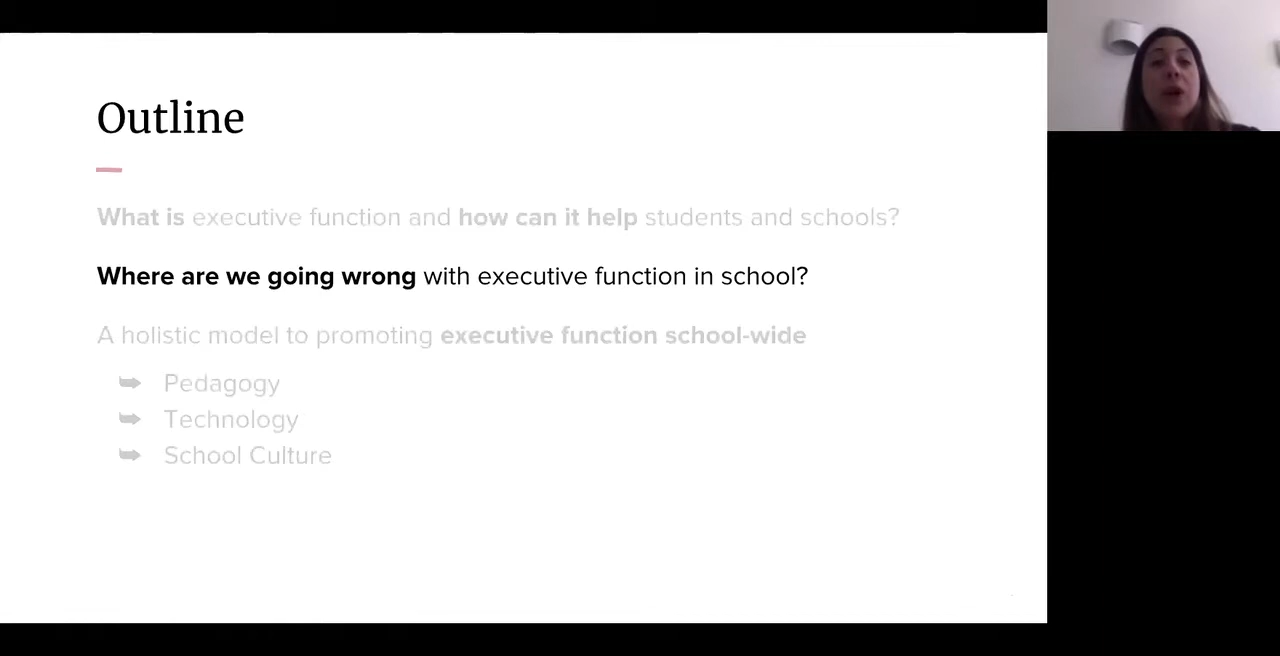 Outline
What is executive function and how can it help students and schools?
Where are we going wrong with executive function in school?
A holistic model to promoting executive function school-wide
➥ Pedagogy
➥ Technology
➥ School Culture